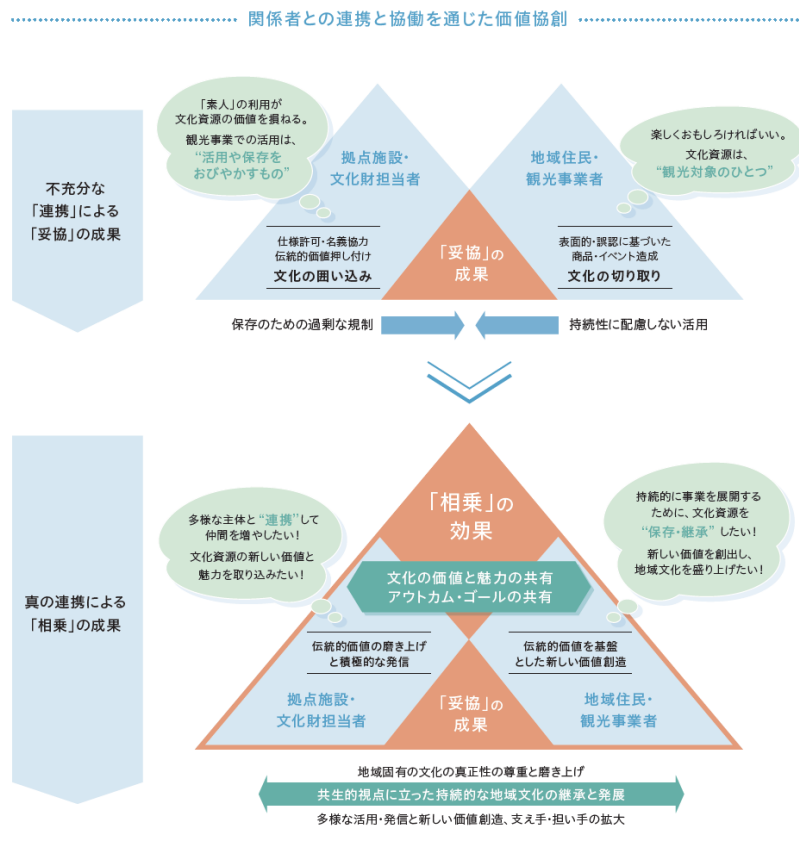 関係者との連携と協働を通じた価値協創
不充分な
「連携」による
「妥協」の成果
「素人」の利用が
文化資源の価値を損ねる。
観光事業での活用は、
“活用や保存を
おびやかすもの”
拠点施設・
文化財担当者
地域住民・
観光事業者
楽しくおもしろければいい。
文化資源は、
“観光対象のひとつ”
仕様許可・名義協力
伝統的価値押し付け
文化の囲い込み
「妥協」の
成果
表面的・誤認に基づいた
商品・イベント造成
文化の切り取り
保存のための過剰な規制
持続性に配慮しない活用
真の連携による
「相乗」の成果
「相乗」の
効果
多様な主体と“連携”して
仲間を増やしたい！
文化資源の新しい価値と
魅力を取り込みたい！
持続的に事業を展開する
ために、文化資源を
“保存・継承”したい！
新しい価値を創出し、
地域文化を盛り上げたい！
文化の価値と魅力の共有
アウトカム・ゴールの共有
伝統的価値の磨き上げ
と積極的な発信
伝統的価値を基盤
とした新しい価値創造
拠点施設・
文化財担当者
「妥協」の
成果
地域住民・
観光事業者
地域固有の文化の真正性の尊重と磨き上げ
共生的視点に立った持続的な地域文化の継承と発展
多様な活用・発信と新しい価値創造、支え手・担い手の拡大